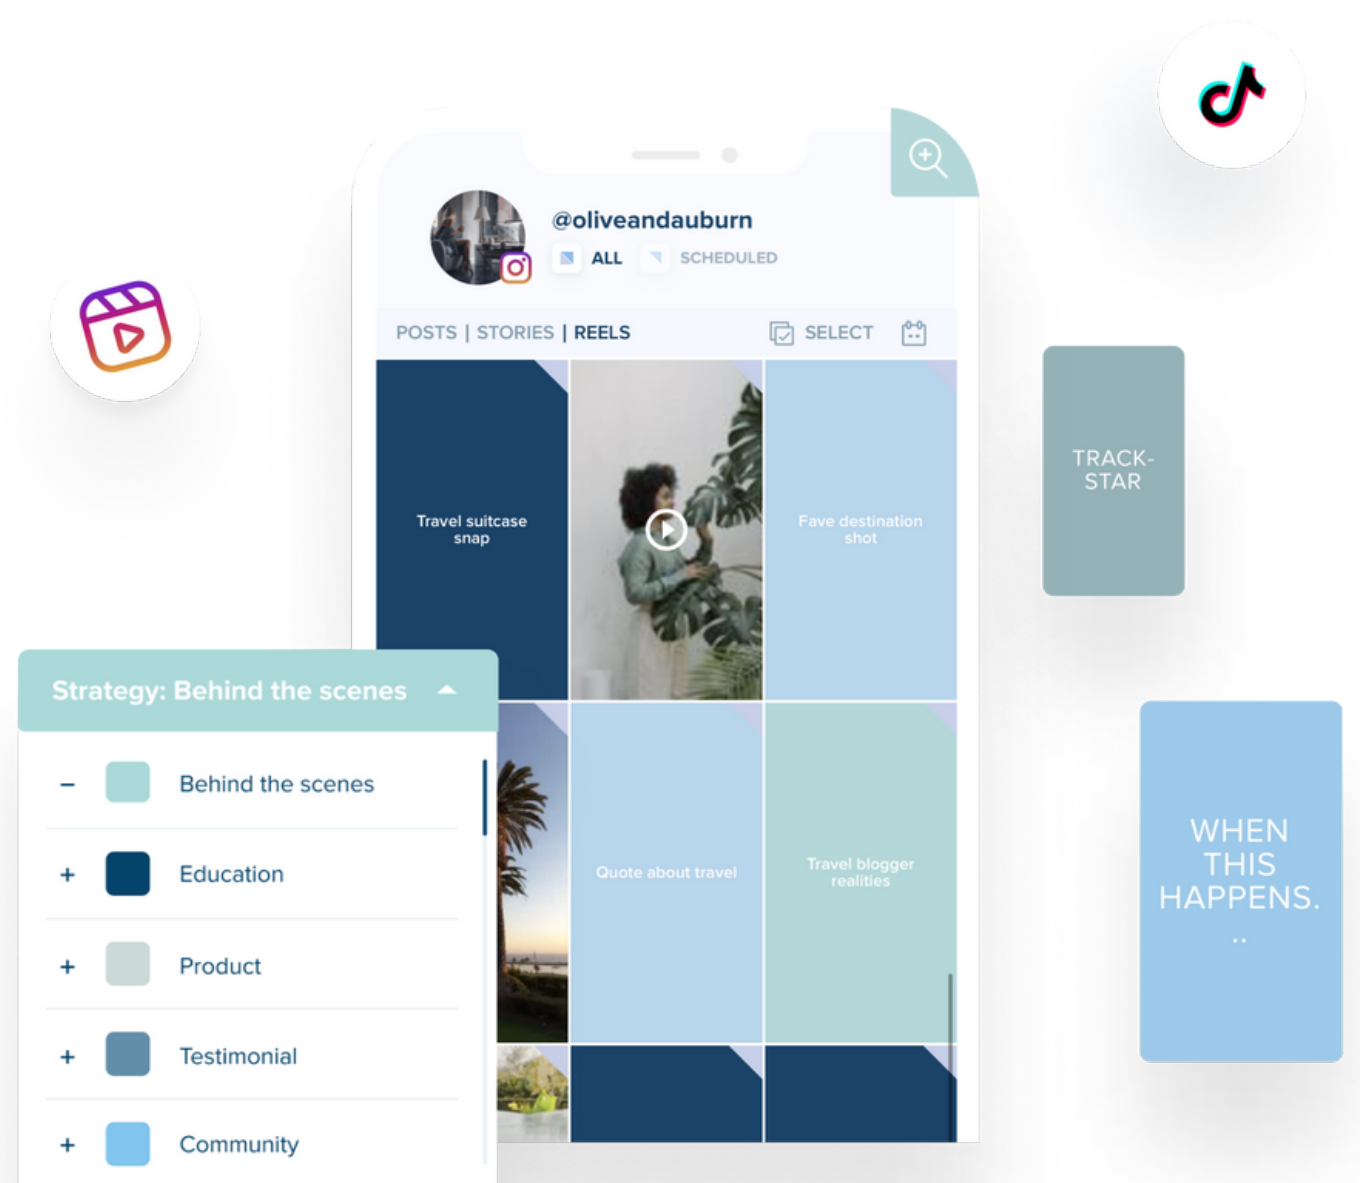 @oliveandauburn
ALL SCHEDULED
POSTS | STORIES | REELS SELECT
Travel suitcase
snap
Fave destination
shot
TRACK-
STAR
Strategy: Behind the scenes
− Behind the scenes
+ Education
+ Product
+ Testimonial
+ Community
Quote about travel
Travel blogger
realities
WHEN
THIS
HAPPENS.
..